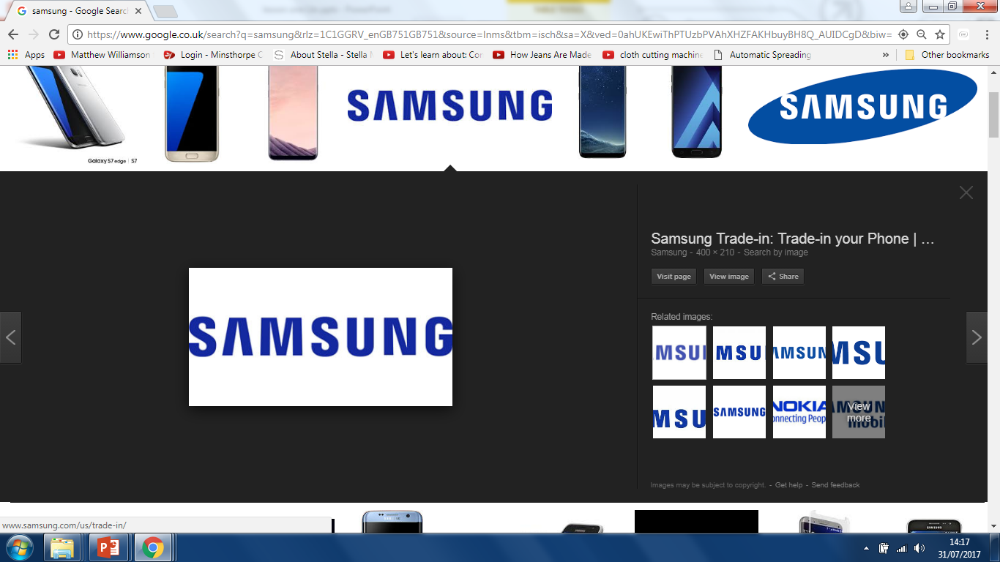 samsung - Google Searc
https://www.google.co.uk/search?q=samsung&rlz=1C1GGRV_enGB751GB751&source=lnms&tbm=isch&sa=X&ved=0ahUKEwiThPTUzbPVAhXHZFAKHbuyBH8Q_AUIDCgD&biw=
Apps Matthew Williamson Login - Minsthorpe C About Stella - Stella Let's learn about: Co How Jeans Are Made cloth cutting machine Automatic Spreading » Other bookmarks
SAMSUNG
SAMSUNG
Galaxy S7 edge | S7
Samsung Trade-in: Trade-in your Phone | ...
Samsung - 400 × 210 - Search by image
Visit page View image Share
SAMSUNG
Related images:
AMSUN
MSU
AMSUN
MSU
MSU
SAMSUNG
NOKIA
onnecting Peop
View
more
AMSUN
mobil
Images may be subject to copyright. - Get help - Send feedback
www.samsung.com/us/trade-in/
14:17
31/07/2017